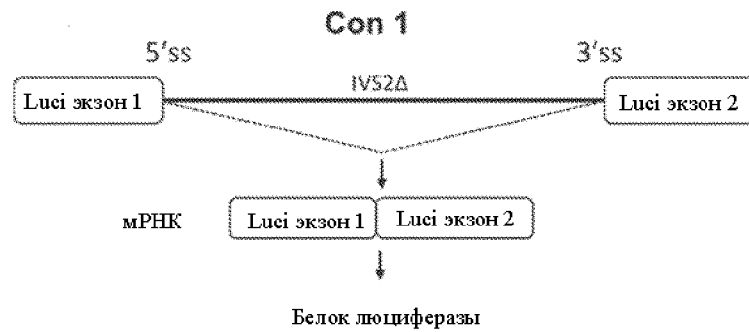 Con 1
5'ss 3'ss
Luci экзон 1 IVS2Δ Luci экзон 2
мРНК Luci экзон 1 Luci экзон 2
Белок люциферазы